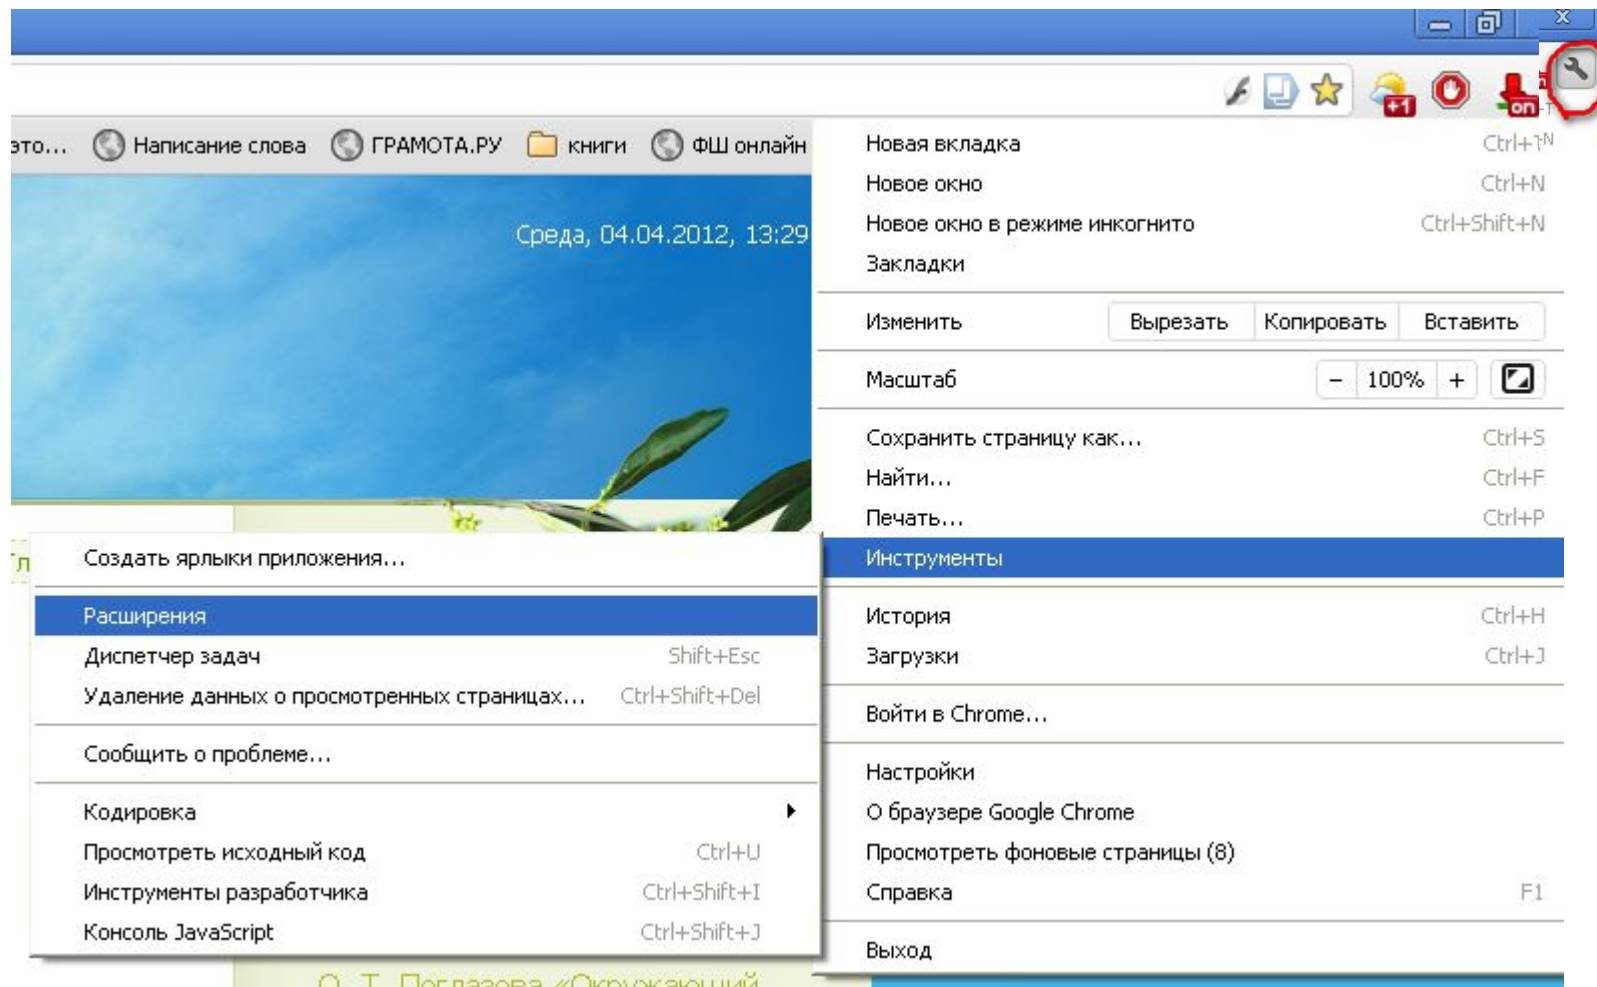 +1
on
это... Написание слова ГРАМОТА.РУ книги ФШ онлайн
Среда, 04.04.2012, 13:29
Новая вкладка
Новое окно Ctrl+N
Новое окно в режиме инкогнито Ctrl+Shift+N
Закладки
Изменить Вырезать Копировать Вставить
Масштаб - 100% +
Сохранить страницу как... Ctrl+S
Найти... Ctrl+F
Печать... Ctrl+P
Инструменты
История Ctrl+H
Загрузки Ctrl+J
Войти в Chrome...
Настройки
О браузере Google Chrome
Просмотреть фоновые страницы (8)
Справка F1
Выход
Создать ярлыки приложения...
Расширения
Диспетчер задач Shift+Esc
Удаление данных о просмотренных страницах... Ctrl+Shift+Del
Сообщить о проблеме...
Кодировка
Просмотреть исходный код Ctrl+U
Инструменты разработчика Ctrl+Shift+I
Консоль JavaScript Ctrl+Shift+J
О. Т. Поглазова «Окружающий